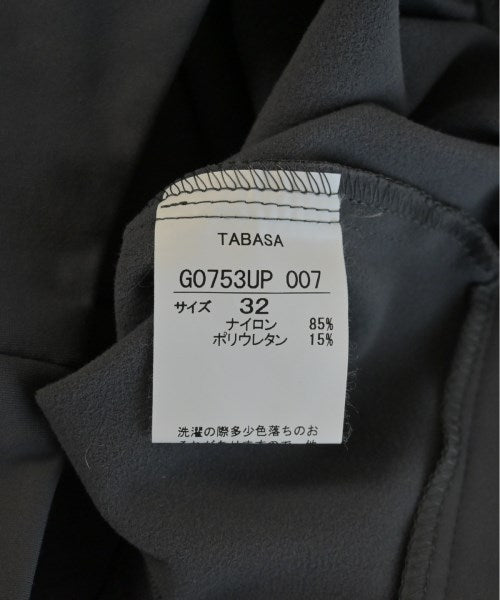 TABASA
G0753UP 007
サイズ 32
ナイロン 85%
ポリウレタン 15%
洗濯の際多少色落ちのお